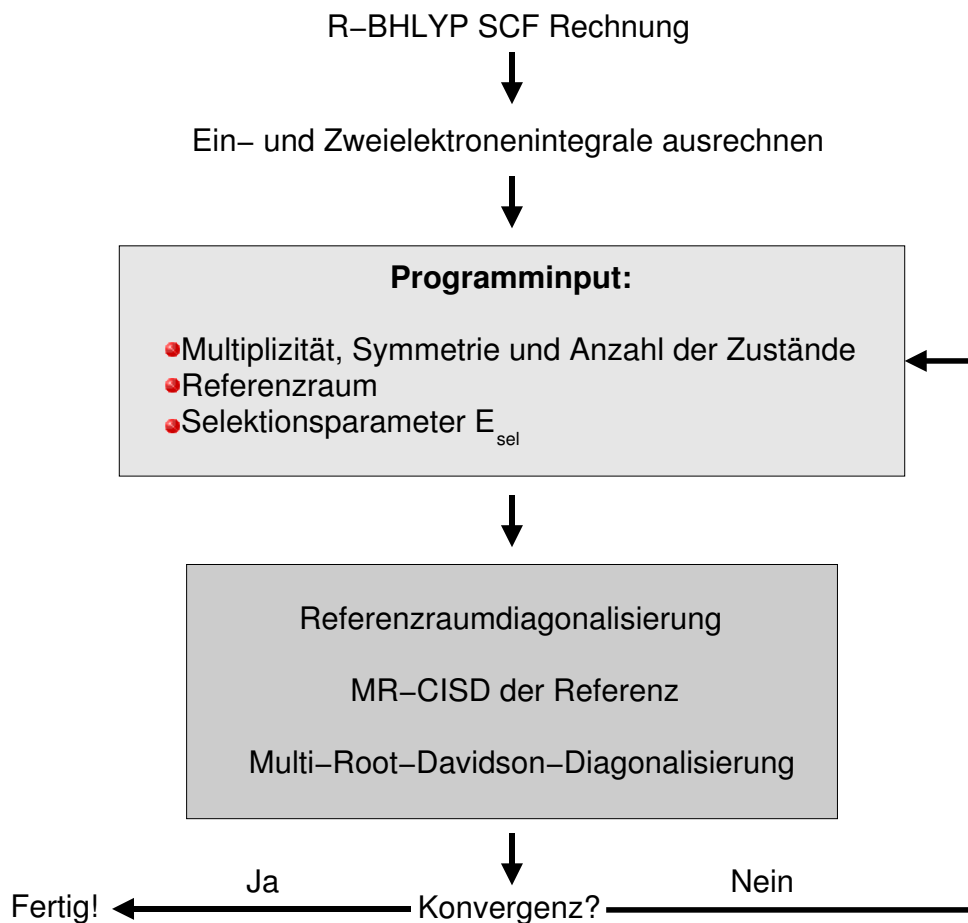 R−BHLYP SCF Rechnung
Ein− und Zweielektronenintegrale ausrechnen
Programminput:
Multiplizität, Symmetrie und Anzahl der Zustände
Referenzraum
Selektionsparameter E_sel
Referenzraumdiagonalisierung
MR−CISD der Referenz
Multi−Root−Davidson−Diagonalisierung
Ja
Nein
Fertig!
Konvergenz?